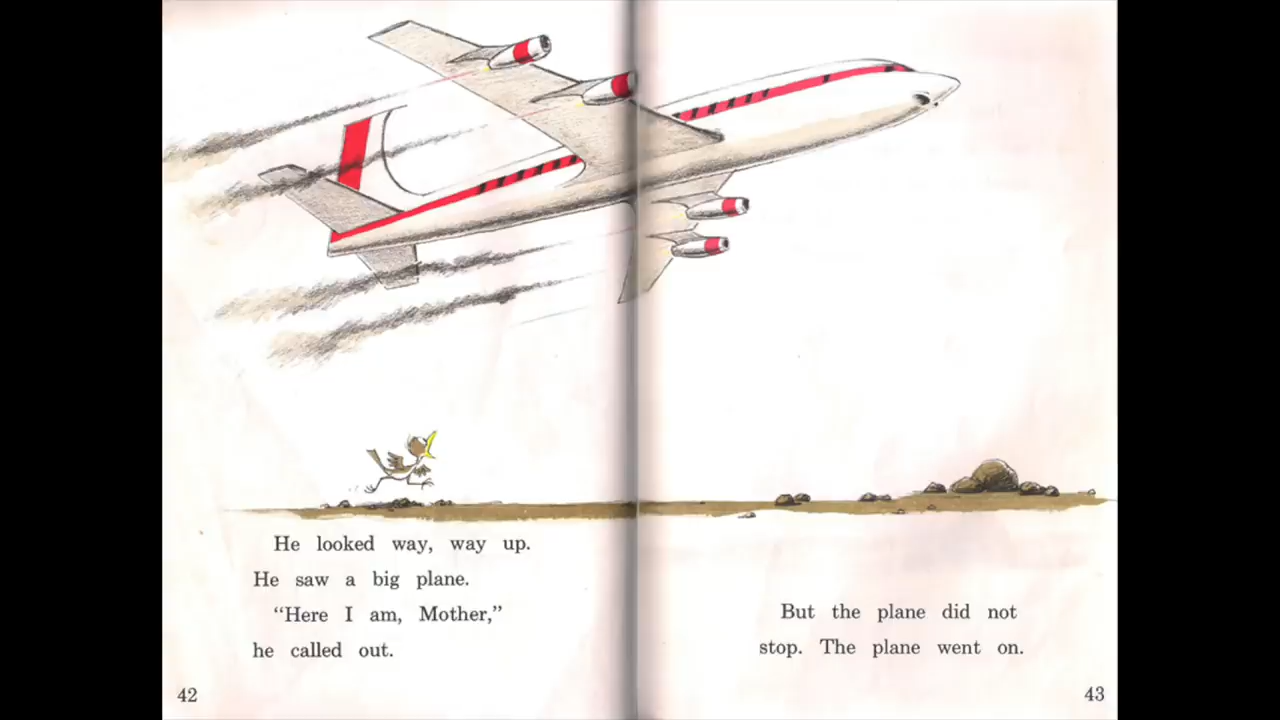 He looked way, way up.
He saw a big plane.
“Here I am, Mother,”
he called out.
42
But the plane did not
stop. The plane went on.
43